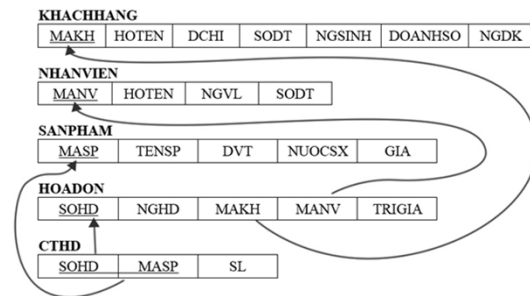 KHACHHANG
MAKH HOTEN DCHI SODT NGSINH DOANHSO NGDK
NHANVIEN
MANV HOTEN NGVL SODT
SANPHAM
MASP TENSP DVT NUOCSX GIA
HOADON
SOHD NGHD MAKH MANV TRIGIA
CTHD
SOHD MASP SL